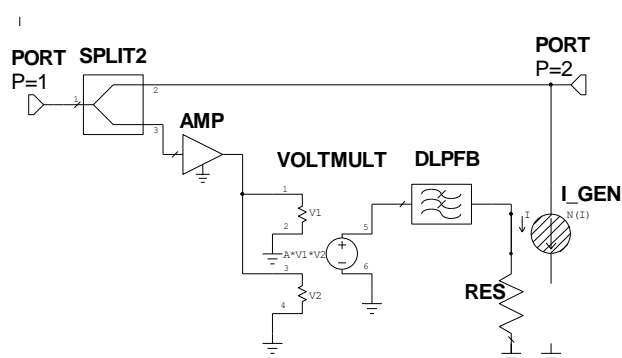 I
PORT
P=1
SPLIT2
PORT
P=2
1
2
3
AMP
VOLTMULT
DLPFB
I_GEN
1
2
V1
A*V1*V2
5
6
3
4
V2
I
N(I)
RES